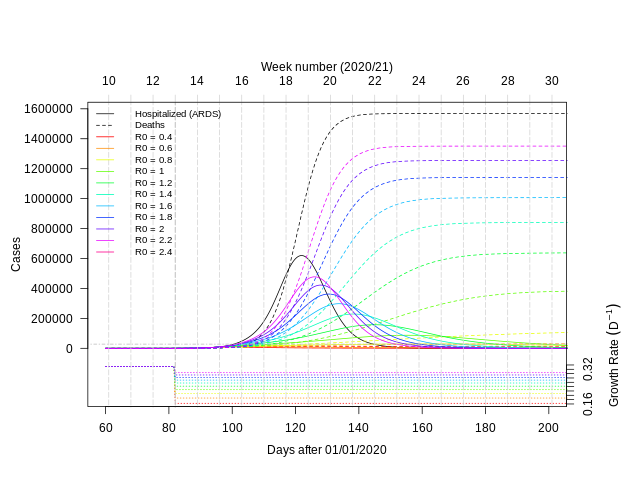 Week number (2020/21)
10 12 14 16 18 20 22 24 26 28 30
1600000
1400000
1200000
1000000
800000
600000
400000
200000
0
Cases
Hospitalized (ARDS)
Deaths
R0 = 0.4
R0 = 0.6
R0 = 0.8
R0 = 1
R0 = 1.2
R0 = 1.4
R0 = 1.6
R0 = 1.8
R0 = 2
R0 = 2.2
R0 = 2.4
0.32
0.16
Growth Rate (D⁻¹)
60 80 100 120 140 160 180 200
Days after 01/01/2020